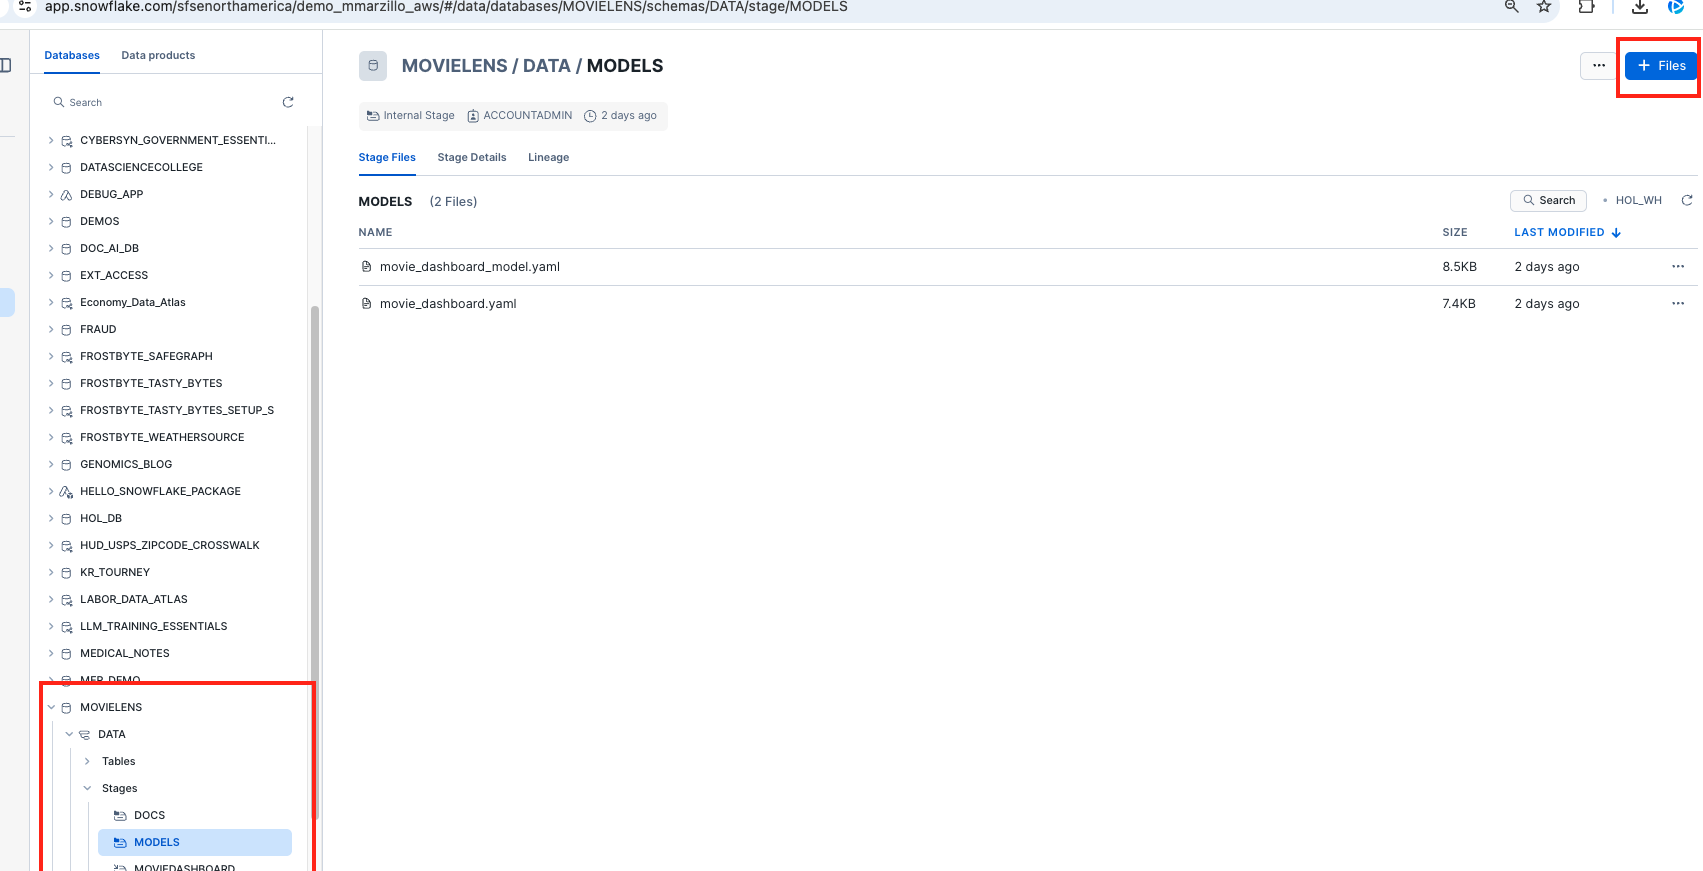 app.snowflake.com/sfsenorthamerica/demo_mmarzillo_aws/#/data/databases/MOVIELENS/schemas/DATA/stage/MODELS
Databases Data products
Search
CYBERSYN_GOVERNMENT_ESSENTI...
DATASCIENCECOLLEGE
DEBUG_APP
DEMOS
DOC_AI_DB
EXT_ACCESS
Economy_Data_Atlas
FRAUD
FROSTBYTE_SAFEGRAPH
FROSTBYTE_TASTY_BYTES
FROSTBYTE_TASTY_BYTES_SETUP_S
FROSTBYTE_WEATHERSOURCE
GENOMICS_BLOG
HELLO_SNOWFLAKE_PACKAGE
HOL_DB
HUD_USPS_ZIPCODE_CROSSWALK
KR_TOURNEY
LABOR_DATA_ATLAS
LLM_TRAINING_ESSENTIALS
MEDICAL_NOTES
MFR_DEMO
MOVIELENS
DATA
Tables
Stages
DOCS
MODELS
MOVIEDASHBOARD
MOVIELENS / DATA / MODELS
... + Files
Internal Stage ACCOUNTADMIN 2 days ago
Stage Files Stage Details Lineage
MODELS (2 Files)
Search • HOL_WH
NAME SIZE LAST MODIFIED
movie_dashboard_model.yaml 8.5KB 2 days ago ...
movie_dashboard.yaml 7.4KB 2 days ago ...